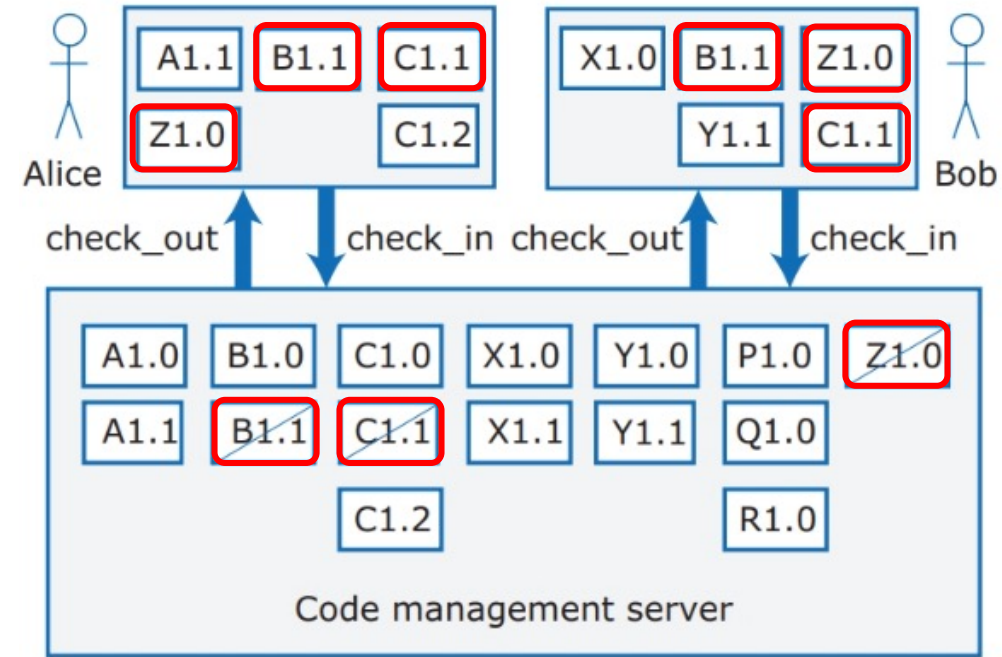 A1.1 B1.1 C1.1
Z1.0 C1.2
Alice
X1.0 B1.1 Z1.0
Y1.1 C1.1
Bob
check_out check_in check_out check_in
A1.0 B1.0 C1.0 X1.0 Y1.0 P1.0 Z1.0
A1.1 B1.1 C1.1 X1.1 Y1.1 Q1.0
C1.2 R1.0
Code management server